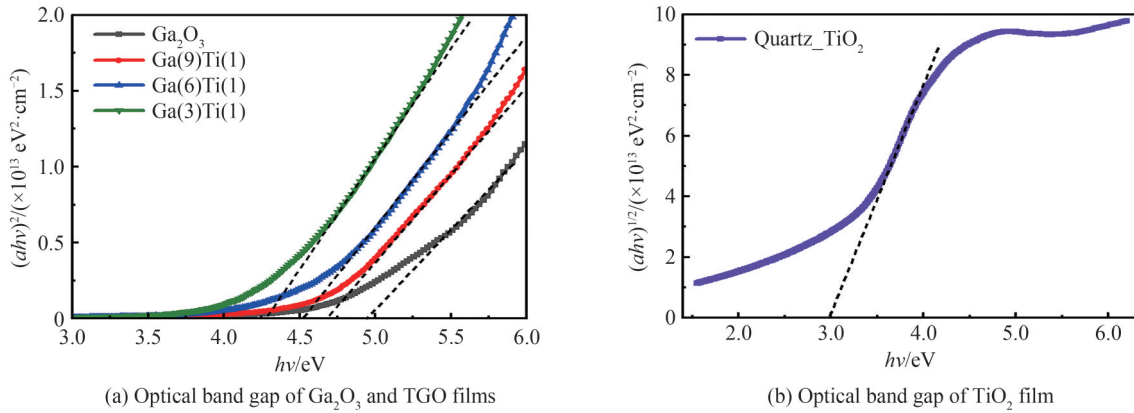 2.0
1.5
1.0
0.5
0
3.0 3.5 4.0 4.5 5.0 5.5 6.0
(ahv)²/(×10¹³ eV²·cm⁻²)
hv/eV
Ga₂O₃
Ga(9)Ti(1)
Ga(6)Ti(1)
Ga(3)Ti(1)
(a) Optical band gap of Ga₂O₃ and TGO films
10
8
6
4
2
0
2.0 3.0 4.0 5.0 6.0
(ahv)¹/²/(×10¹³ eV²·cm⁻²)
hv/eV
Quartz_TiO₂
(b) Optical band gap of TiO₂ film